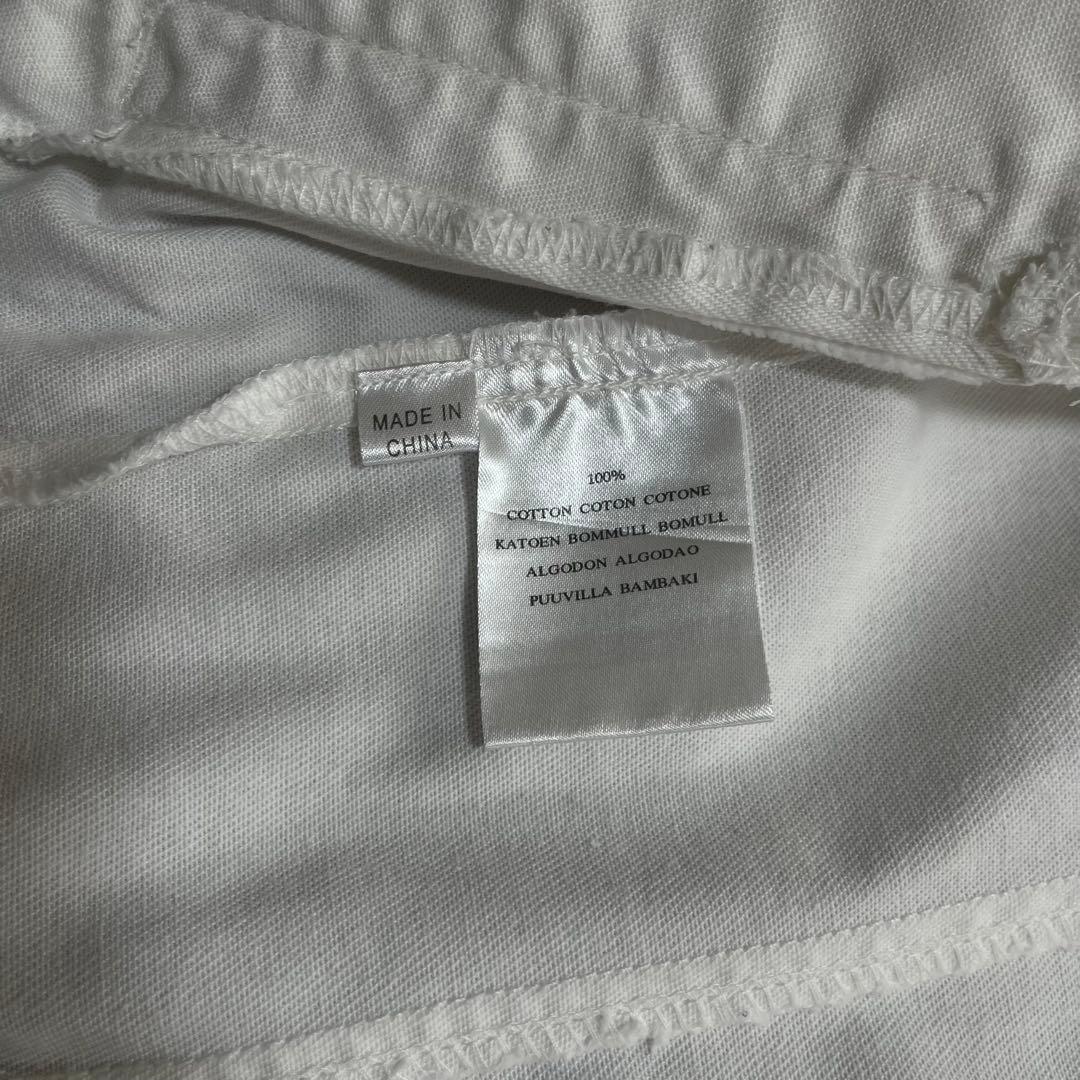 MADE IN
CHINA
100%
COTTON COTON COTONE
KATOEN BOMMULL BOMULL
ALGODON ALGODAO
PUUVILLA BAMBAKI